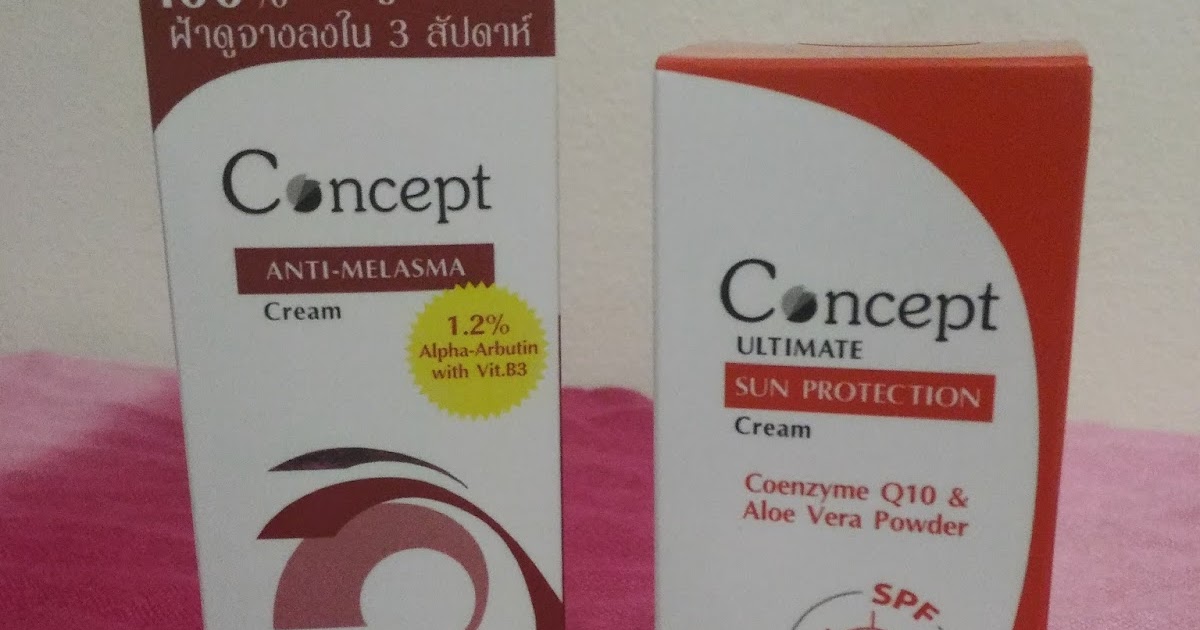 100%
ฝ้าดูจางลงใน 3 สัปดาห์
Concept
ANTI-MELASMA
Cream
1.2%
Alpha-Arbutin
with Vit.B3
Concept
ULTIMATE
SUN PROTECTION
Cream
Coenzyme Q10 &
Aloe Vera Powder
SPF